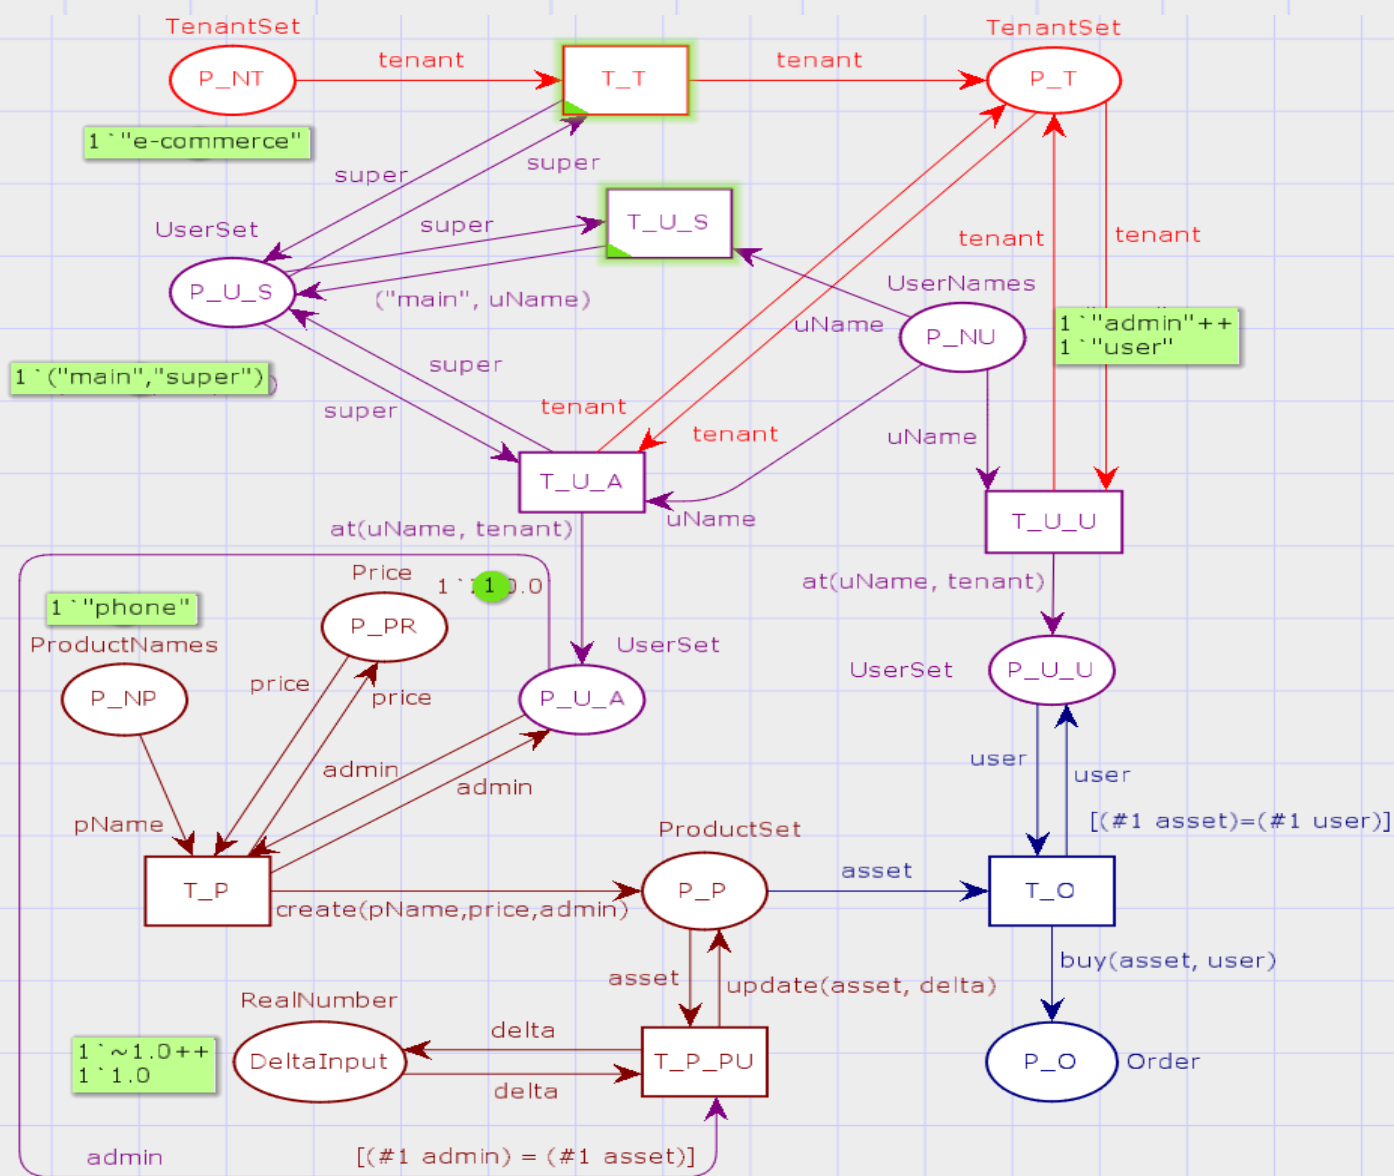 TenantSet
TenantSet
P_NT
tenant
T_T
tenant
P_T
1`"e-commerce"
super
super
UserSet
super
T_U_S
tenant
tenant
P_U_S
("main", uName)
UserNames
uName
P_NU
1`"admin"++
1`"user"
1`("main","super")
super
super
tenant
tenant
uName
T_U_A
uName
T_U_U
at(uName, tenant)
Price
1
at(uName, tenant)
1`"phone"
P_PR
ProductNames
UserSet
UserSet
P_U_U
P_NP
price
price
P_U_A
admin
admin
user
user
pName
ProductSet
[(#1 asset)=(#1 user)]
T_P
create(pName,price,admin)
P_P
asset
T_O
asset
update(asset, delta)
buy(asset, user)
RealNumber
delta
1`~1.0++
1`1.0
DeltaInput
delta
T_P_PU
P_O
Order
admin
[(#1 admin) = (#1 asset)]